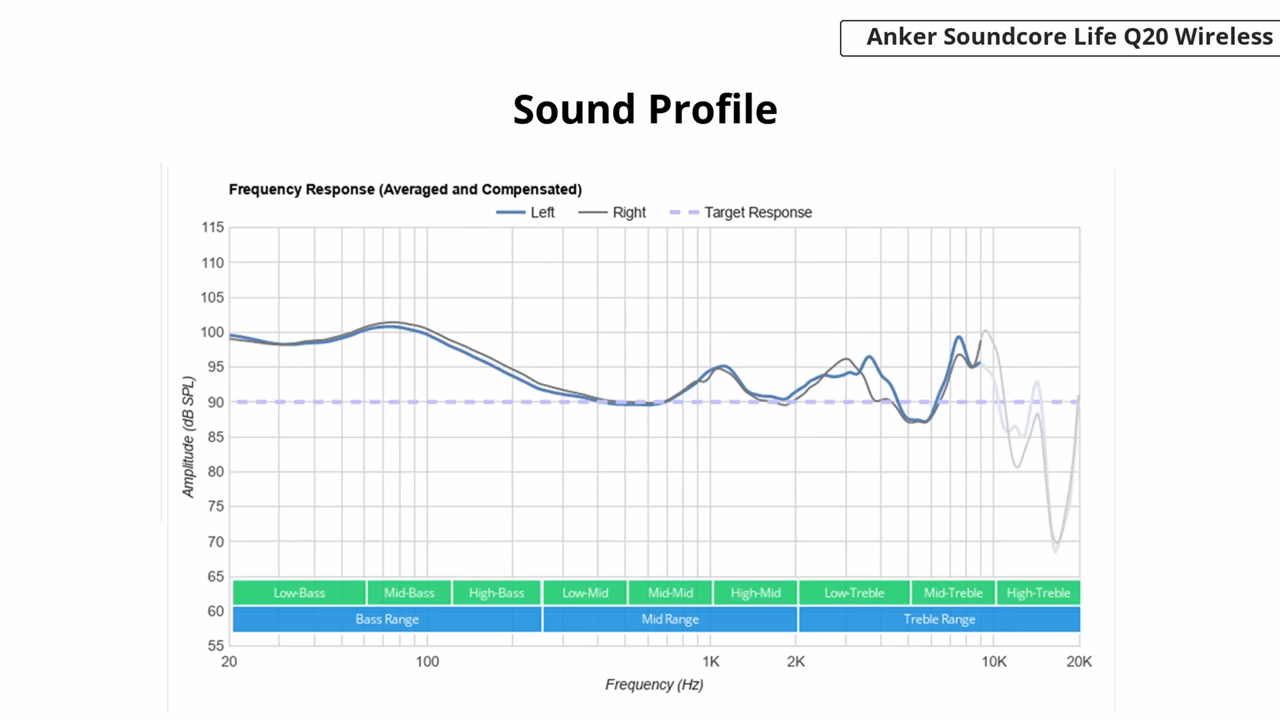 Anker Soundcore Life Q20 Wireless
Sound Profile
Frequency Response (Averaged and Compensated)
Left Right Target Response
115
110
105
100
95
90
85
80
75
70
65
60
55
Amplitude (dB SPL)
Low-Bass Mid-Bass High-Bass Low-Mid Mid-Mid High-Mid Low-Treble Mid-Treble High-Treble
Bass Range Mid Range Treble Range
20 100 1K 2K 10K 20K
Frequency (Hz)